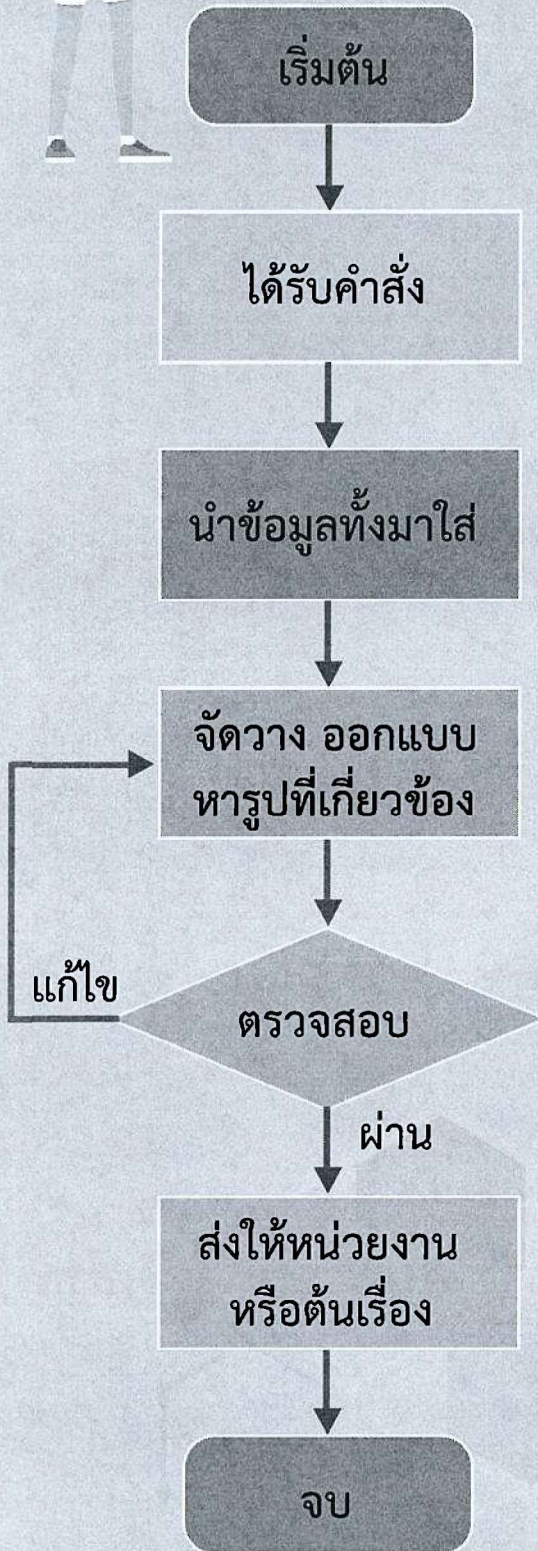 เริ่มต้น
ได้รับคำสั่ง
นำข้อมูลทั้งมาใส่
จัดวาง ออกแบบ
หารูปที่เกี่ยวข้อง
แก้ไข
ตรวจสอบ
ผ่าน
ส่งให้หน่วยงาน
หรือต้นเรื่อง
จบ